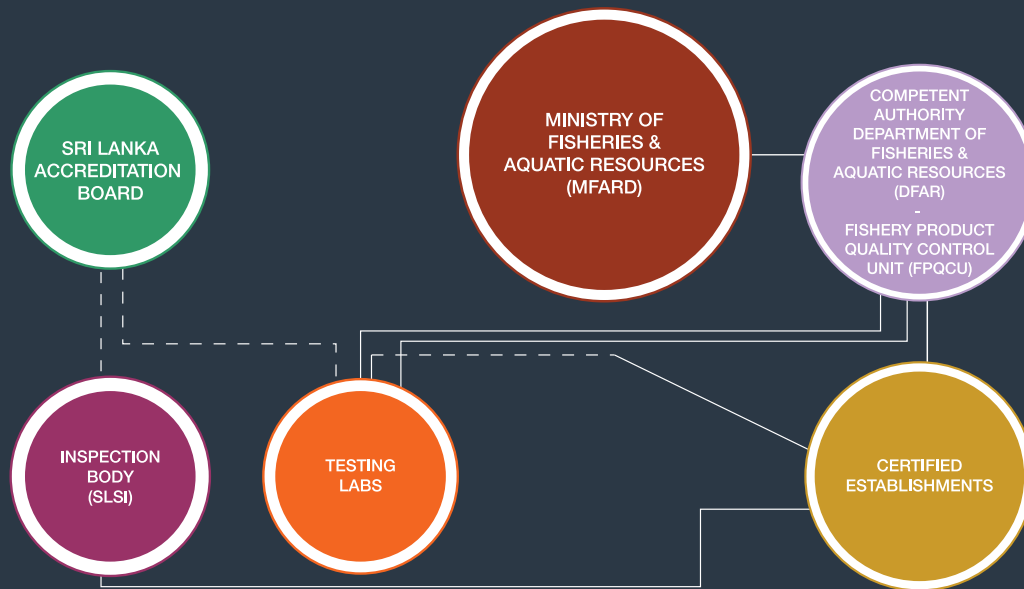 SRI LANKA
ACCREDITATION
BOARD
MINISTRY OF
FISHERIES &
AQUATIC RESOURCES
(MFARD)
COMPETENT
AUTHORITY
DEPARTMENT OF
FISHERIES &
AQUATIC RESOURCES
(DFAR)
-
FISHERY PRODUCT
QUALITY CONTROL
UNIT (FPQCU)
INSPECTION
BODY
(SLSI)
TESTING
LABS
CERTIFIED
ESTABLISHMENTS